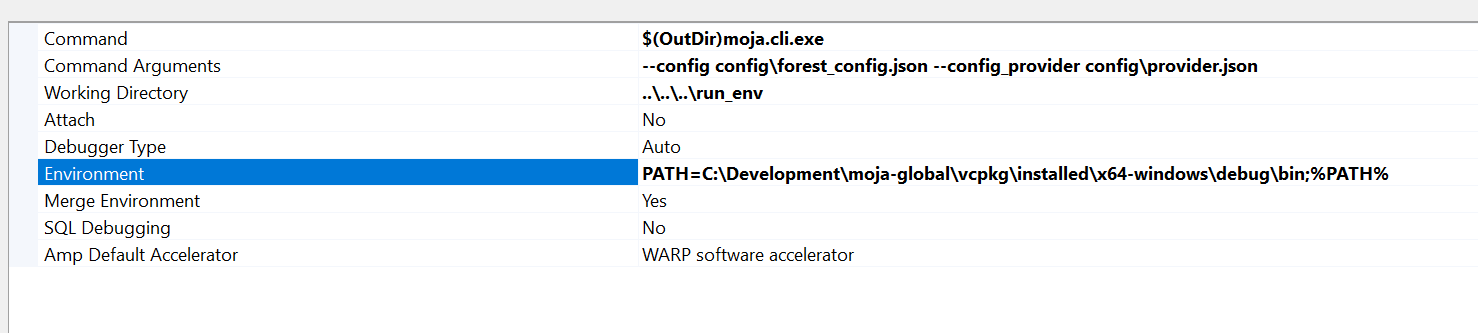 Command $(OutDir)moja.cli.exe
Command Arguments --config config\forest_config.json --config_provider config\provider.json
Working Directory ..\..\..\run_env
Attach No
Debugger Type Auto
Environment PATH=C:\Development\moja-global\vcpkg\installed\x64-windows\debug\bin;%PATH%
Merge Environment Yes
SQL Debugging No
Amp Default Accelerator WARP software accelerator